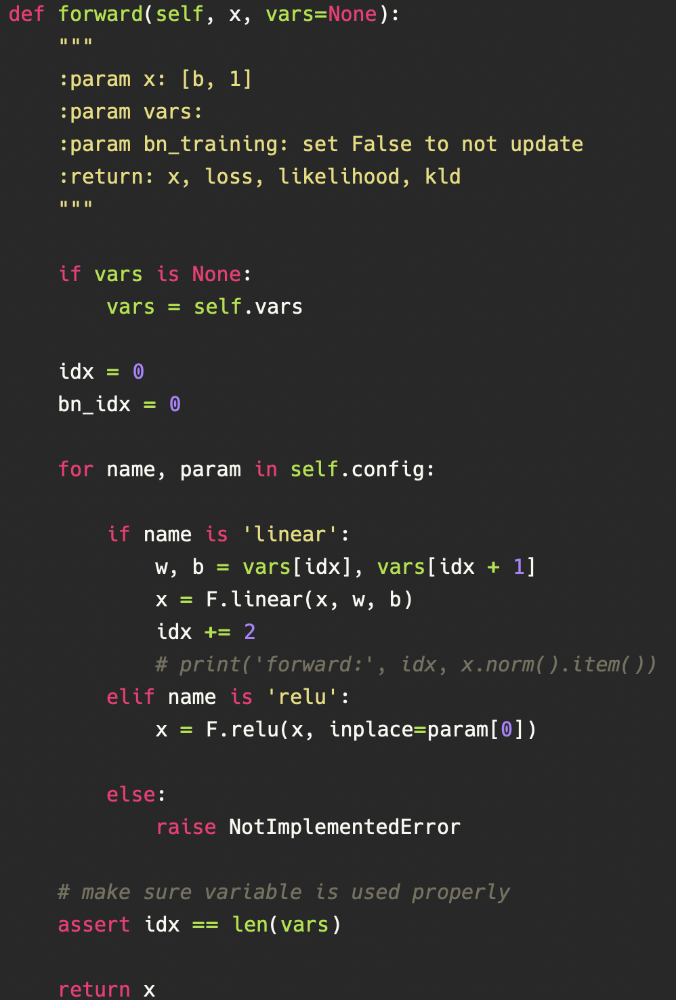 def forward(self, x, vars=None):
    """
    :param x: [b, 1]
    :param vars:
    :param bn_training: set False to not update
    :return: x, loss, likelihood, kld
    """

    if vars is None:
        vars = self.vars

    idx = 0
    bn_idx = 0

    for name, param in self.config:

        if name is 'linear':
            w, b = vars[idx], vars[idx + 1]
            x = F.linear(x, w, b)
            idx += 2
            # print('forward:', idx, x.norm().item())
        elif name is 'relu':
            x = F.relu(x, inplace=param[0])

        else:
            raise NotImplementedError

    # make sure variable is used properly
    assert idx == len(vars)

    return x